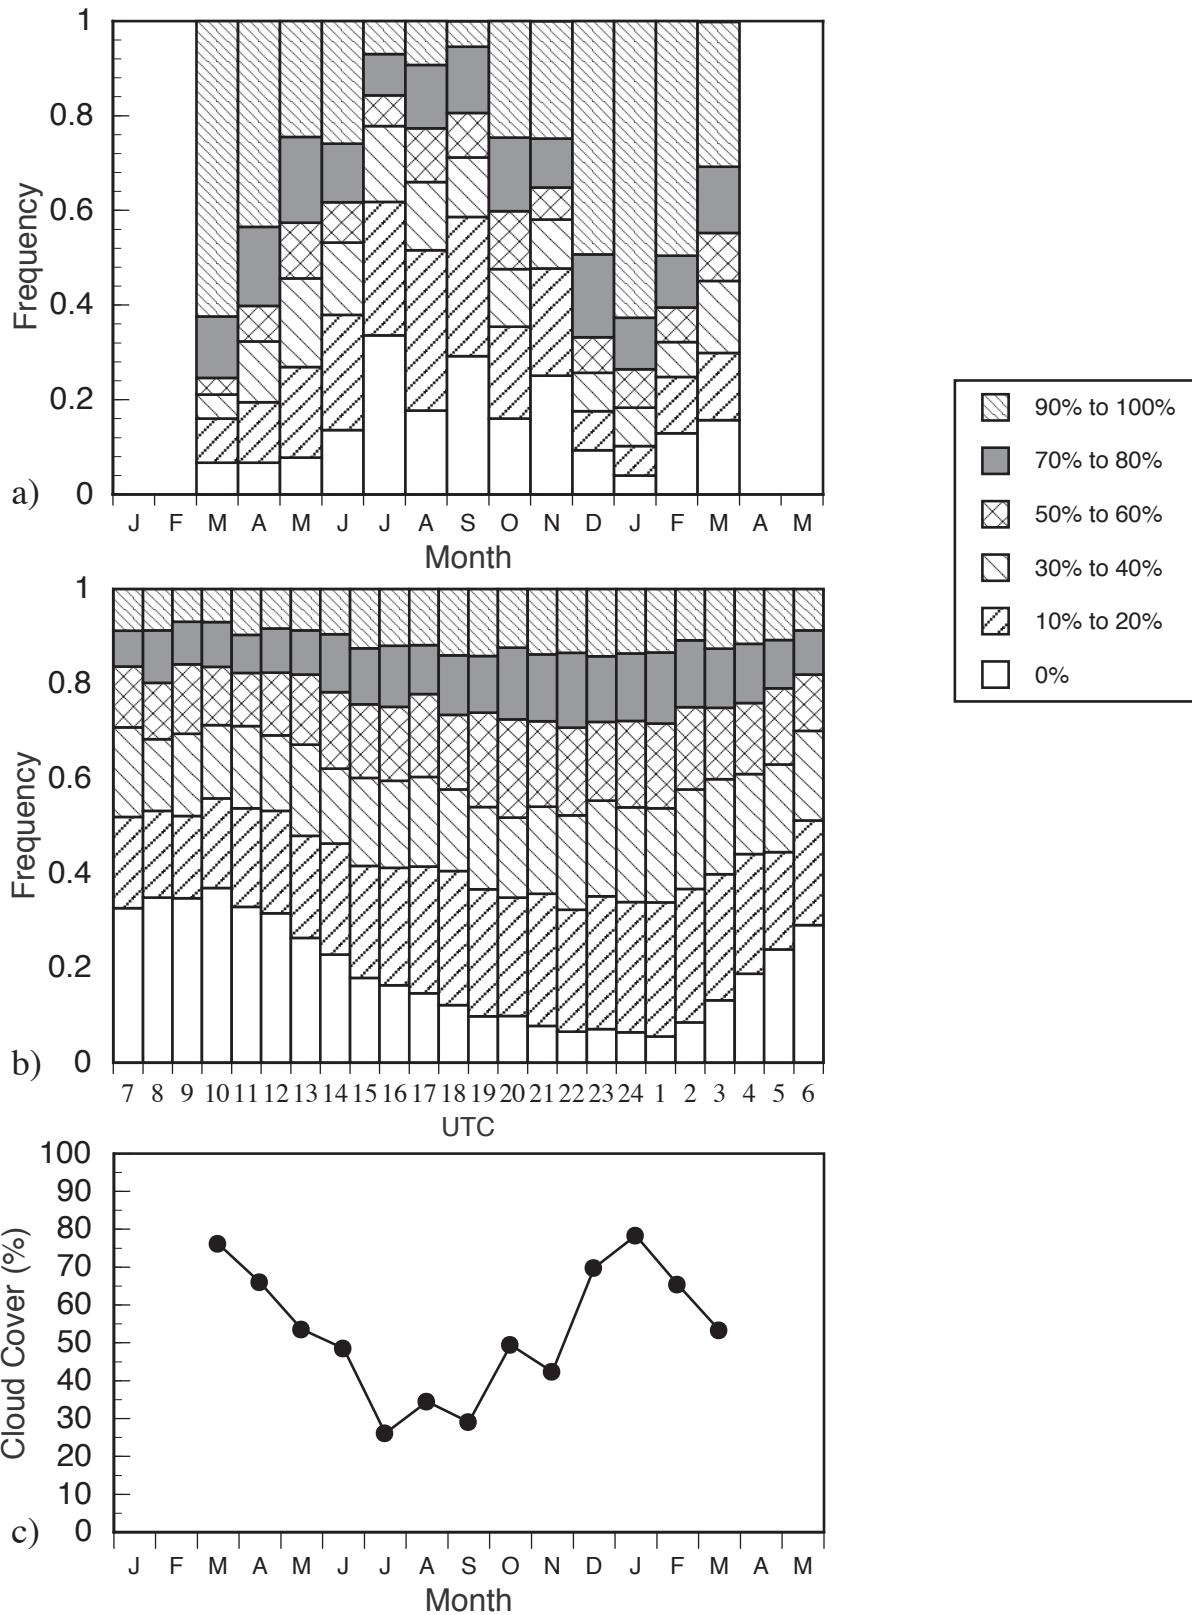 1
0.8
0.6
0.4
0.2
0
Frequency
a)
J F M A M J J A S O N D J F M A M
Month
90% to 100%
70% to 80%
50% to 60%
30% to 40%
10% to 20%
0%
1
0.8
0.6
0.4
0.2
0
Frequency
b)
7 8 9 10 11 12 13 14 15 16 17 18 19 20 21 22 23 24 1 2 3 4 5 6
UTC
100
90
80
70
60
50
40
30
20
10
0
Cloud Cover (%)
c)
J F M A M J J A S O N D J F M A M
Month